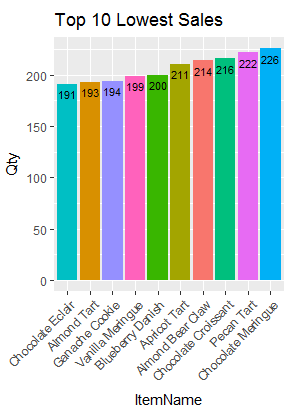 Top 10 Lowest Sales
Qty
200
150
100
50
0
191
193
194
199
200
211
214
216
222
226
Chocolate Eclair
Almond Tart
Ganache Cookie
Vanilla Meringue
Blueberry Danish
Apricot Tart
Almond Bear Claw
Chocolate Croissant
Pecan Tart
Chocolate Meringue
ItemName